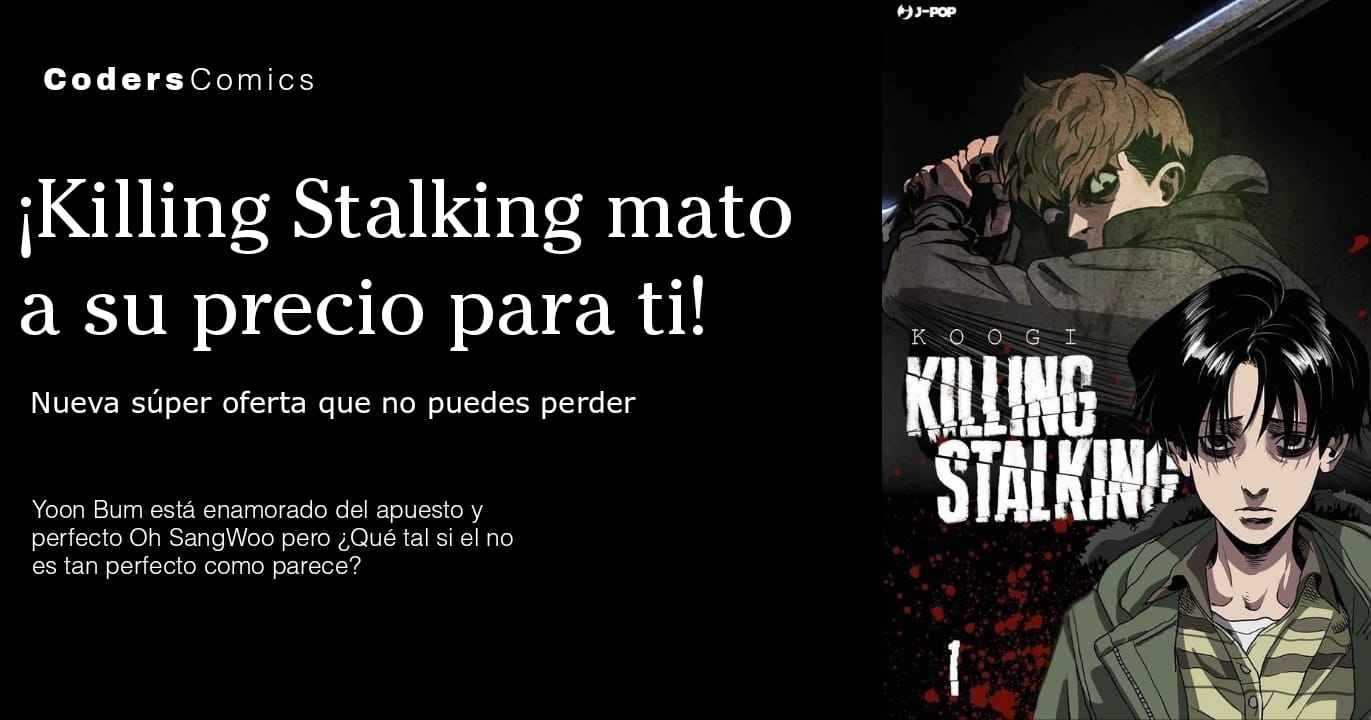 CodersComics
¡Killing Stalking mato
a su precio para ti!
Nueva súper oferta que no puedes perder
Yoon Bum está enamorado del apuesto y
perfecto Oh SangWoo pero ¿Qué tal si el no
es tan perfecto como parece?
J-POP
KOOGI
KILLING
STALKING
1